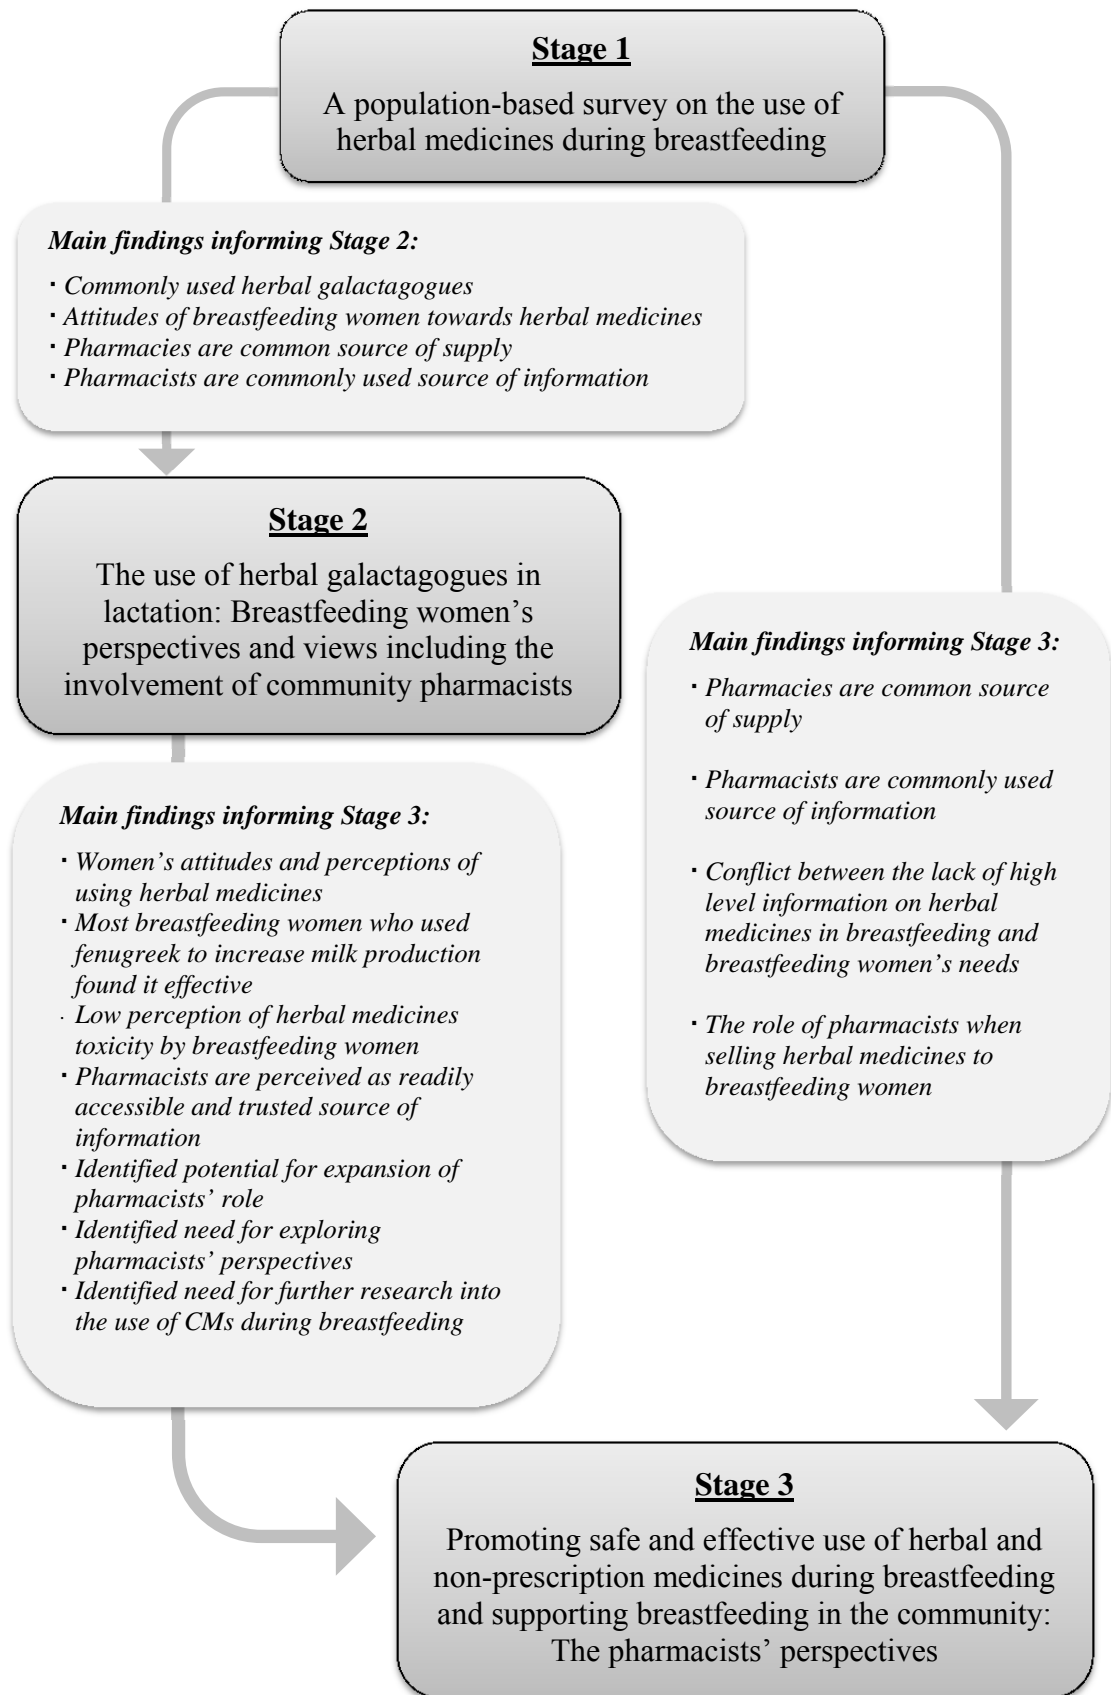 Stage 1
A population-based survey on the use of
herbal medicines during breastfeeding
Main findings informing Stage 2:
· Commonly used herbal galactagogues
· Attitudes of breastfeeding women towards herbal medicines
· Pharmacies are common source of supply
· Pharmacists are commonly used source of information
Stage 2
The use of herbal galactagogues in
lactation: Breastfeeding women’s
perspectives and views including the
involvement of community pharmacists
Main findings informing Stage 3:
· Pharmacies are common source
of supply
· Pharmacists are commonly used
source of information
· Conflict between the lack of high
level information on herbal
medicines in breastfeeding and
breastfeeding women’s needs
· The role of pharmacists when
selling herbal medicines to
breastfeeding women
Main findings informing Stage 3:
· Women’s attitudes and perceptions of
using herbal medicines
· Most breastfeeding women who used
fenugreek to increase milk production
found it effective
· Low perception of herbal medicines
toxicity by breastfeeding women
· Pharmacists are perceived as readily
accessible and trusted source of
information
· Identified potential for expansion of
pharmacists’ role
· Identified need for exploring
pharmacists’ perspectives
· Identified need for further research into
the use of CMs during breastfeeding
Stage 3
Promoting safe and effective use of herbal and
non-prescription medicines during breastfeeding
and supporting breastfeeding in the community:
The pharmacists’ perspectives